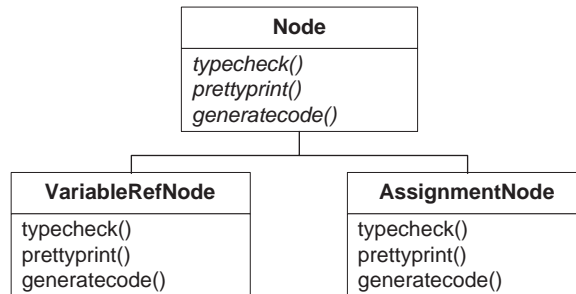 Node
typecheck()
prettyprint()
generatecode()
VariableRefNode
typecheck()
prettyprint()
generatecode()
AssignmentNode
typecheck()
prettyprint()
generatecode()